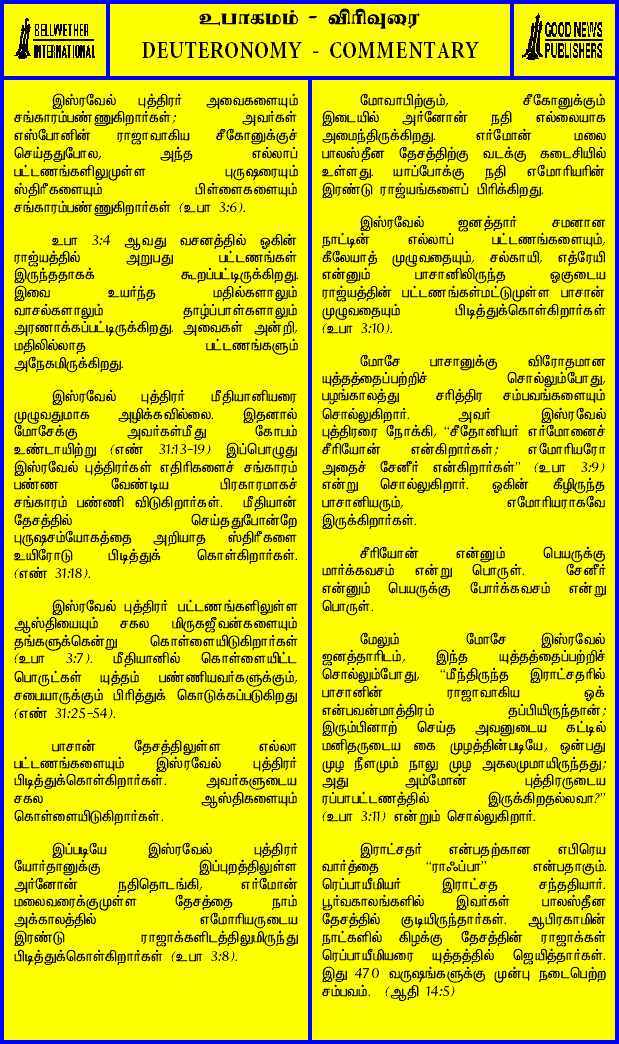 BELLWETHER
INTERNATIONAL
உபாகமம் - விரிவுரை
DEUTERONOMY - COMMENTARY
GOOD NEWS
PUBLISHERS
இஸ்ரவேல் புத்திரர் அவைகளையும்
சங்காரம்பண்ணுகிறார்கள்; அவர்கள்
எஸ்போனின் ராஜாவாகிய சீகோனுக்குச்
செய்ததுபோல, அந்த எல்லாப்
பட்டணங்களிலுமுள்ள புருஷரையும்
ஸ்திரீகளையும் பிள்ளைகளையும்
சங்காரம்பண்ணுகிறார்கள் (உபா 3:6).
உபா 3:4 ஆவது வசனத்தில் ஓகின்
ராஜ்யத்தில் அறுபது பட்டணங்கள்
இருந்ததாகக் கூறப்பட்டிருக்கிறது.
இவை உயர்ந்த மதில்களாலும்
வாசல்களாலும் தாழ்ப்பாள்களாலும்
அரணாக்கப்பட்டிருக்கிறது. அவைகள் அன்றி,
மதிலில்லாத பட்டணங்களும்
அநேகமிருக்கிறது.
இஸ்ரவேல் புத்திரர் மீதியானியரை
முழுவதுமாக அழிக்கவில்லை. இதனால்
மோசேக்கு அவர்கள்மீது கோபம்
உண்டாயிற்று (எண் 31:13-19) இப்பொழுது
இஸ்ரவேல் புத்திரர்கள் எதிரிகளைச் சங்காரம்
பண்ண வேண்டிய பிரகாரமாகச்
சங்காரம் பண்ணி விடுகிறார்கள். மீதியான்
தேசத்தில் செய்ததுபோன்றே
புருஷசம்யோகத்தை அறியாத ஸ்திரீகளை
உயிரோடு பிடித்துக் கொள்கிறார்கள்.
(எண் 31:18).
இஸ்ரவேல் புத்திரர் பட்டணங்களிலுள்ள
ஆஸ்தியையும் சகல மிருகஜீவன்களையும்
தங்களுக்கென்று கொள்ளையிடுகிறார்கள்
(உபா 3:7). மீதியானில் கொள்ளையிட்ட
பொருட்கள் யுத்தம் பண்ணியவர்களுக்கும்,
சபையாருக்கும் பிரித்துக் கொடுக்கப்படுகிறது
(எண் 31:25-54).
பாசான் தேசத்திலுள்ள எல்லா
பட்டணங்களையும் இஸ்ரவேல் புத்திரர்
பிடித்துக்கொள்கிறார்கள். அவர்களுடைய
சகல ஆஸ்திகளையும்
கொள்ளையிடுகிறார்கள்.
இப்படியே இஸ்ரவேல் புத்திரர்
யோர்தானுக்கு இப்புறத்திலுள்ள
அர்னோன் நதிதொடங்கி, எர்மோன்
மலைவரைக்குமுள்ள தேசத்தை நாம்
அக்காலத்தில் எமோரியருடைய
இரண்டு ராஜாக்களிடத்திலுமிருந்து
பிடித்துக்கொள்கிறார்கள் (உபா 3:8).
மோவாபிற்கும், சீகோனுக்கும்
இடையில் அர்னோன் நதி எல்லையாக
அமைந்திருக்கிறது. எர்மோன் மலை
பாலஸ்தீன தேசத்திற்கு வடக்கு கடைசியில்
உள்ளது. யாப்போக்கு நதி எமோரியரின்
இரண்டு ராஜ்யங்களைப் பிரிக்கிறது.
இஸ்ரவேல் ஜனத்தார் சமனான
நாட்டின் எல்லாப் பட்டணங்களையும்,
கீலேயாத் முழுவதையும், சல்காயி, எத்ரேயி
என்னும் பாசானிலிருந்த ஓகுடைய
ராஜ்யத்தின் பட்டணங்கள்மட்டுமுள்ள பாசான்
முழுவதையும் பிடித்துக்கொள்கிறார்கள்
(உபா 3:10).
மோசே பாசானுக்கு விரோதமான
யுத்தத்தைப்பற்றிச் சொல்லும்போது,
பழங்காலத்து சரித்திர சம்பவங்களையும்
சொல்லுகிறார். அவர் இஸ்ரவேல்
புத்திரரை நோக்கி, "சீதோனியர் எர்மோனைச்
சீரியோன் என்கிறார்கள்; எமோரியரோ
அதைச் சேனீர் என்கிறார்கள்" (உபா 3:9)
என்று சொல்லுகிறார். ஓகின் கீழிருந்த
பாசானியரும், எமோரியராகவே
இருக்கிறார்கள்.
சீரியோன் என்னும் பெயருக்கு
மார்க்கவசம் என்று பொருள். சேனீர்
என்னும் பெயருக்கு போர்க்கவசம் என்று
பொருள்.
மேலும் மோசே இஸ்ரவேல்
ஜனத்தாரிடம், இந்த யுத்தத்தைப்பற்றிச்
சொல்லும்போது, "மீந்திருந்த இராட்சதரில்
பாசானின் ராஜாவாகிய ஓக்
என்பவன்மாத்திரம் தப்பியிருந்தான்;
இரும்பினாற் செய்த அவனுடைய கட்டில்
மனிதருடைய கை முழத்தின்படியே, ஒன்பது
முழ நீளமும் நாலு முழ அகலமுமாயிருந்தது;
அது அம்மோன் புத்திரருடைய
ரப்பாபட்டணத்தில் இருக்கிறதல்லவா?"
(உபா 3:11) என்றும் சொல்லுகிறார்.
இராட்சதர் என்பதற்கான எபிரெய
வார்த்தை "ராஃப்பா" என்பதாகும்.
ரெப்பாயீமியர் இராட்சத சந்ததியார்.
பூர்வகாலங்களில் இவர்கள் பாலஸ்தீன
தேசத்தில் குடியிருந்தார்கள். ஆபிரகாமின்
நாட்களில் கிழக்கு தேசத்தின் ராஜாக்கள்
ரெப்பாயீமியரை யுத்தத்தில் ஜெயித்தார்கள்.
இது 470 வருஷங்களுக்கு முன்பு நடைபெற்ற
சம்பவம். (ஆதி 14:5)